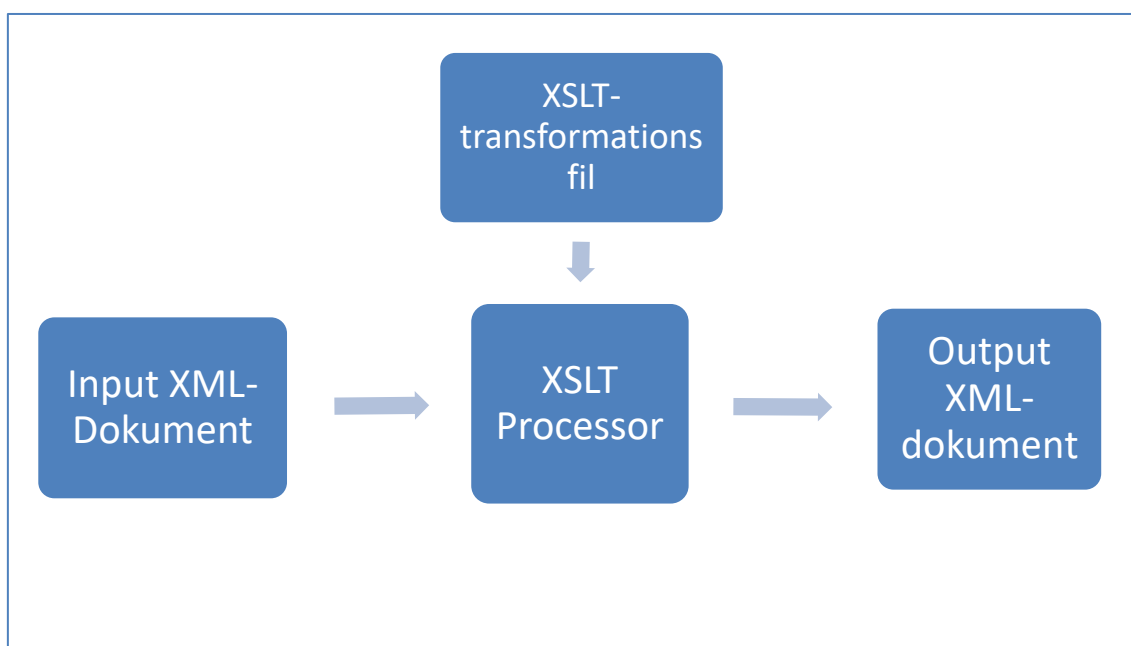 XSLT-
transformations
fil
Input XML-
Dokument
XSLT
Processor
Output
XML-
dokument